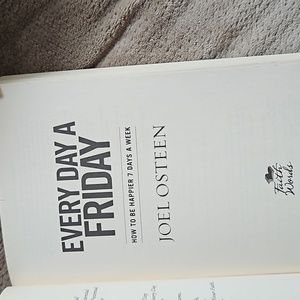 EVERY DAY A
FRIDAY
HOW TO BE HAPPIER 7 DAYS A WEEK
JOEL OSTEEN
Faith
Words